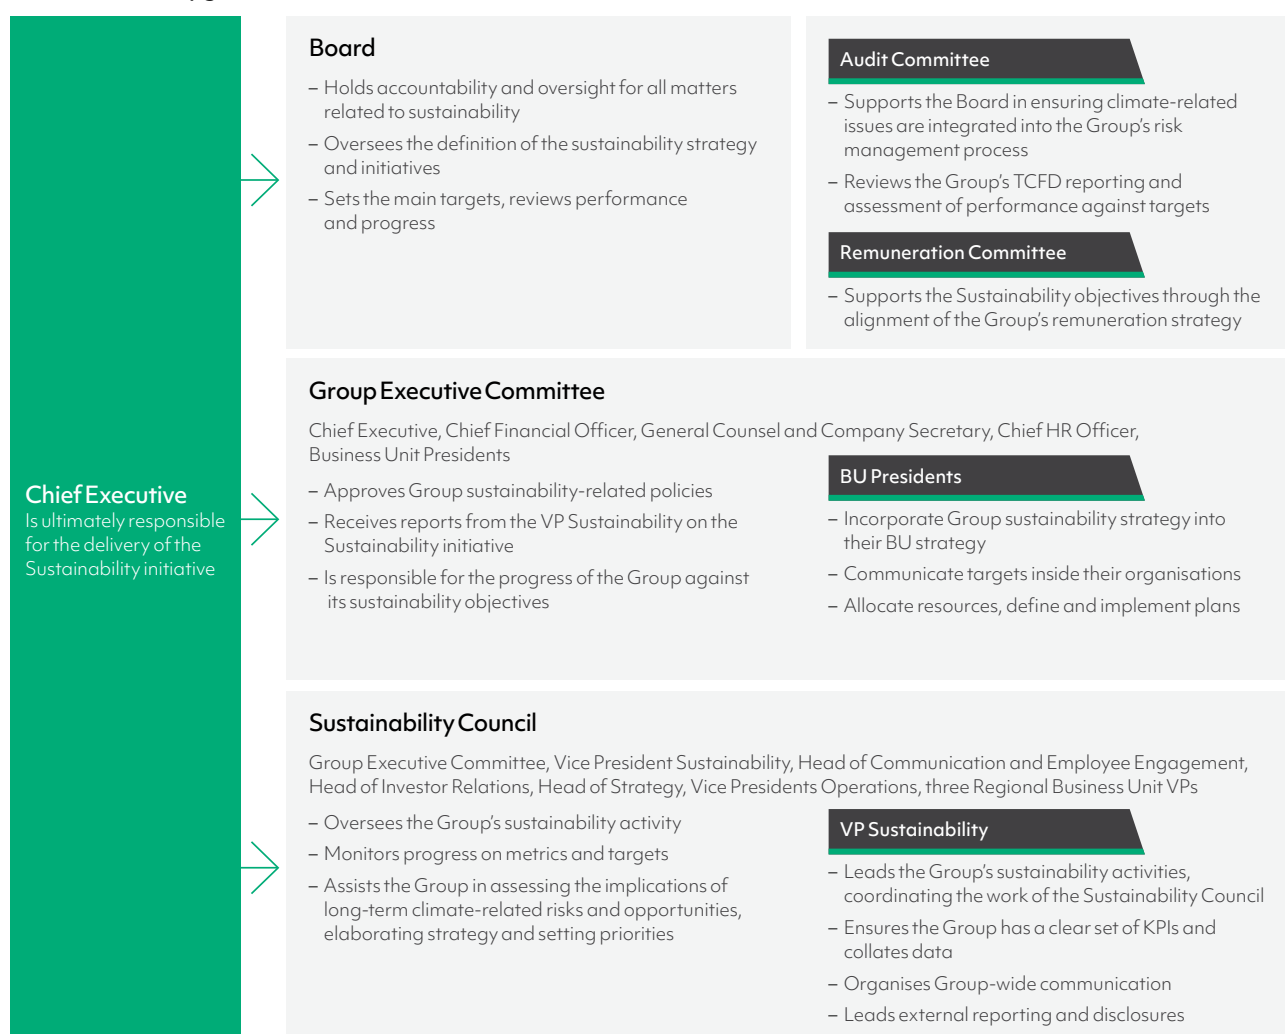 Board
– Holds accountability and oversight for all matters
related to sustainability
– Oversees the definition of the sustainability strategy
and initiatives
– Sets the main targets, reviews performance
and progress
Audit Committee
– Supports the Board in ensuring climate-related
issues are integrated into the Group's risk
management process
– Reviews the Group's TCFD reporting and
assessment of performance against targets
Remuneration Committee
– Supports the Sustainability objectives through the
alignment of the Group's remuneration strategy
Chief Executive
Is ultimately responsible
for the delivery of the
Sustainability initiative
Group Executive Committee
Chief Executive, Chief Financial Officer, General Counsel and Company Secretary, Chief HR Officer,
Business Unit Presidents
– Approves Group sustainability-related policies
– Receives reports from the VP Sustainability on the
Sustainability initiative
– Is responsible for the progress of the Group against
its sustainability objectives
BU Presidents
– Incorporate Group sustainability strategy into
their BU strategy
– Communicate targets inside their organisations
– Allocate resources, define and implement plans
Sustainability Council
Group Executive Committee, Vice President Sustainability, Head of Communication and Employee Engagement,
Head of Investor Relations, Head of Strategy, Vice Presidents Operations, three Regional Business Unit VPs
– Oversees the Group's sustainability activity
– Monitors progress on metrics and targets
– Assists the Group in assessing the implications of
long-term climate-related risks and opportunities,
elaborating strategy and setting priorities
VP Sustainability
– Leads the Group's sustainability activities,
coordinating the work of the Sustainability Council
– Ensures the Group has a clear set of KPIs and
collates data
– Organises Group-wide communication
– Leads external reporting and disclosures